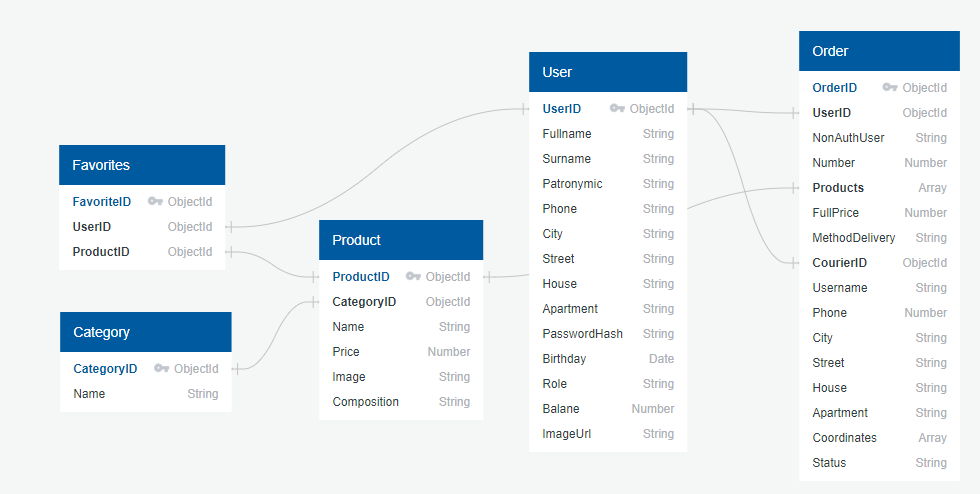 Favorites
FavoriteID ObjectId
UserID ObjectId
ProductID ObjectId
Category
CategoryID ObjectId
Name String
Product
ProductID ObjectId
CategoryID ObjectId
Name String
Price Number
Image String
Composition String
User
UserID ObjectId
Fullname String
Surname String
Patronymic String
Phone String
City String
Street String
House String
Apartment String
PasswordHash String
Birthday Date
Role String
Balane Number
ImageUrl String
Order
OrderID ObjectId
UserID ObjectId
NonAuthUser String
Number Number
Products Array
FullPrice Number
MethodDelivery String
CourierID ObjectId
Username String
Phone Number
City String
Street String
House String
Apartment String
Coordinates Array
Status String